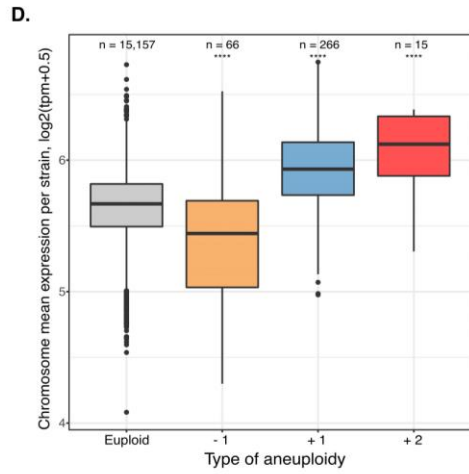 D.
n = 15,157 n = 66 n = 266 n = 15
**** **** ****
Chromosome mean expression per strain, log2(tpm+0.5)
6
5
4
Euploid - 1 + 1 + 2
Type of aneuploidy